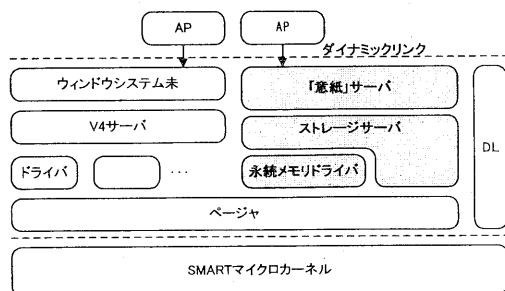 AP
AP
ダイナミックリンク
ウィンドウシステム未
「意紙」サーバ
V4サーバ
ストレージサーバ
DL
ドライバ
...
永続メモリドライバ
ページャ
SMARTマイクロカーネル